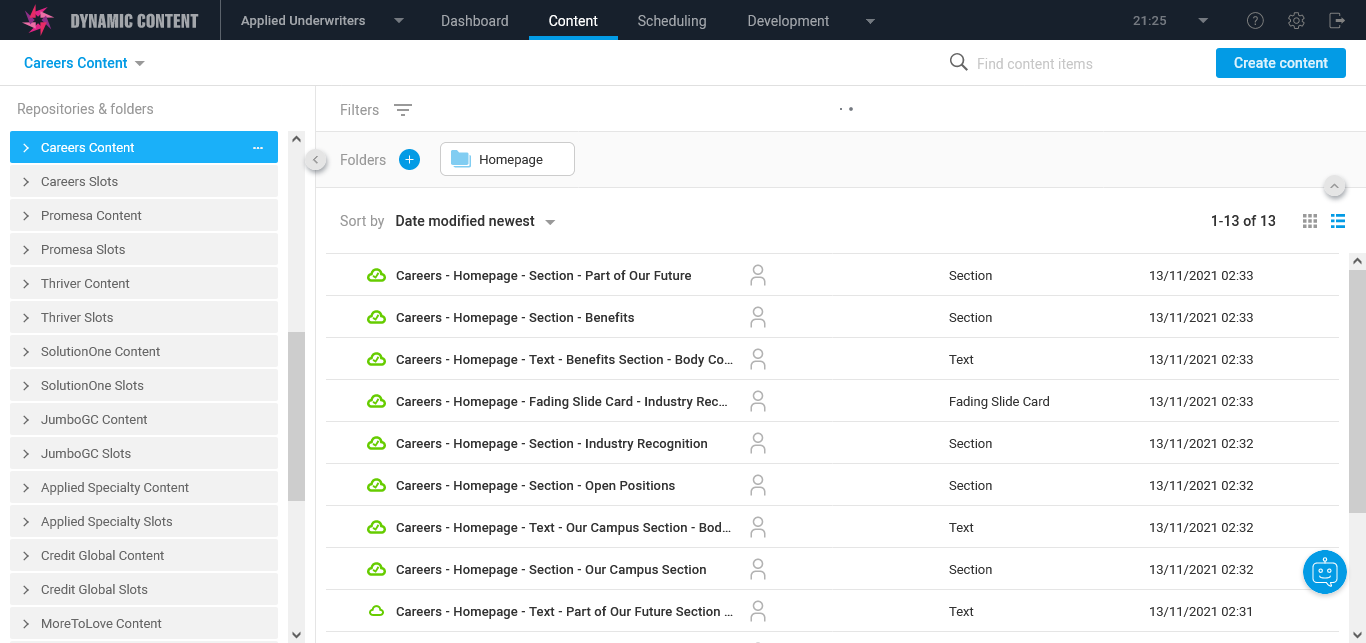 DYNAMIC CONTENT
Applied Underwriters
Dashboard
Content
Scheduling
Development
21:25
Careers Content
Find content items
Create content
Repositories & folders
Careers Content
Careers Slots
Promesa Content
Promesa Slots
Thriver Content
Thriver Slots
SolutionOne Content
SolutionOne Slots
JumboGC Content
JumboGC Slots
Applied Specialty Content
Applied Specialty Slots
Credit Global Content
Credit Global Slots
MoreToLove Content
Filters
Folders
Homepage
Sort by Date modified newest
1-13 of 13
Careers - Homepage - Section - Part of Our Future Section 13/11/2021 02:33
Careers - Homepage - Section - Benefits Section 13/11/2021 02:33
Careers - Homepage - Text - Benefits Section - Body Co... Text 13/11/2021 02:33
Careers - Homepage - Fading Slide Card - Industry Rec... Fading Slide Card 13/11/2021 02:33
Careers - Homepage - Section - Industry Recognition Section 13/11/2021 02:32
Careers - Homepage - Section - Open Positions Section 13/11/2021 02:32
Careers - Homepage - Text - Our Campus Section - Bod... Text 13/11/2021 02:32
Careers - Homepage - Section - Our Campus Section Section 13/11/2021 02:32
Careers - Homepage - Text - Part of Our Future Section ... Text 13/11/2021 02:31